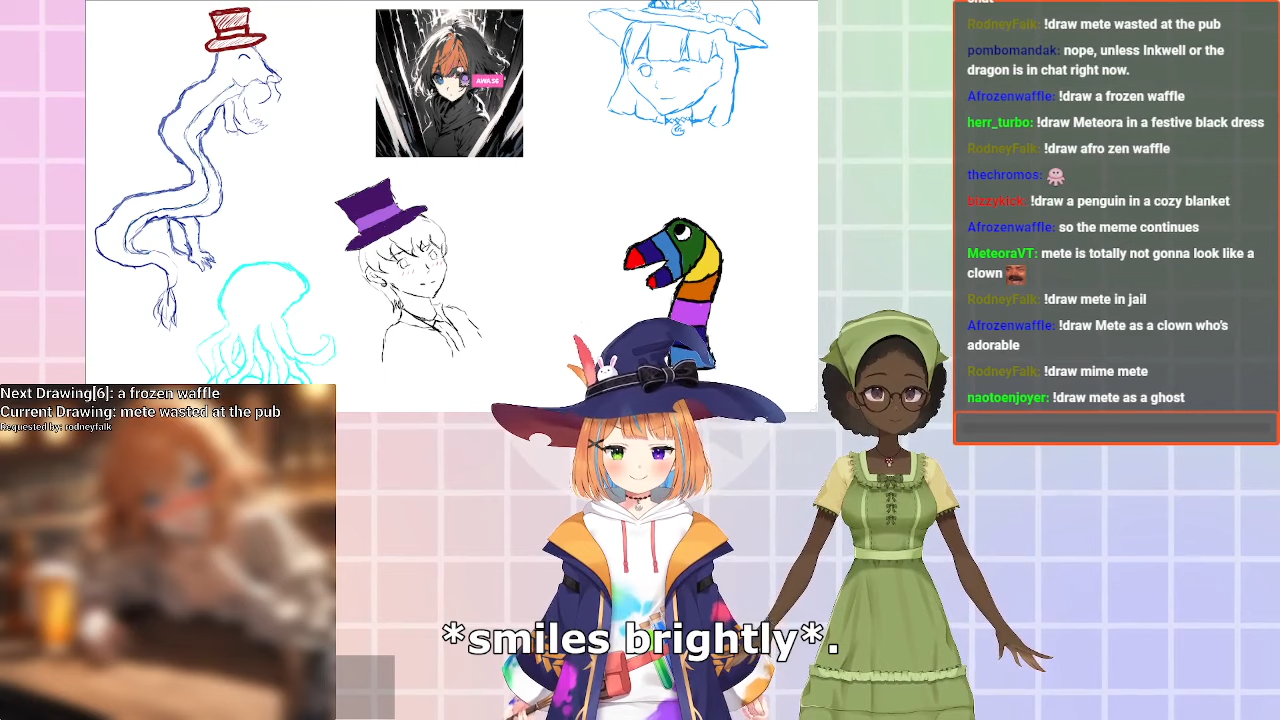 chat
RodneyFalk: !draw mete wasted at the pub
pombomandak: nope, unless Inkwell or the
dragon is in chat right now.
Afrozenwaffle: !draw a frozen waffle
herr_turbo: !draw Meteora in a festive black dress
RodneyFalk: !draw afro zen waffle
thechromos:
bizzykick: !draw a penguin in a cozy blanket
Afrozenwaffle: so the meme continues
MeteoraVT: mete is totally not gonna look like a
clown
RodneyFalk: !draw mete in jail
Afrozenwaffle: !draw Mete as a clown who's
adorable
RodneyFalk: !draw mime mete
naotoenjoyer: !draw mete as a ghost
AWASE
Next Drawing[6]: a frozen waffle
Current Drawing: mete wasted at the pub
Requested by: rodneyfalk
*smiles brightly*.